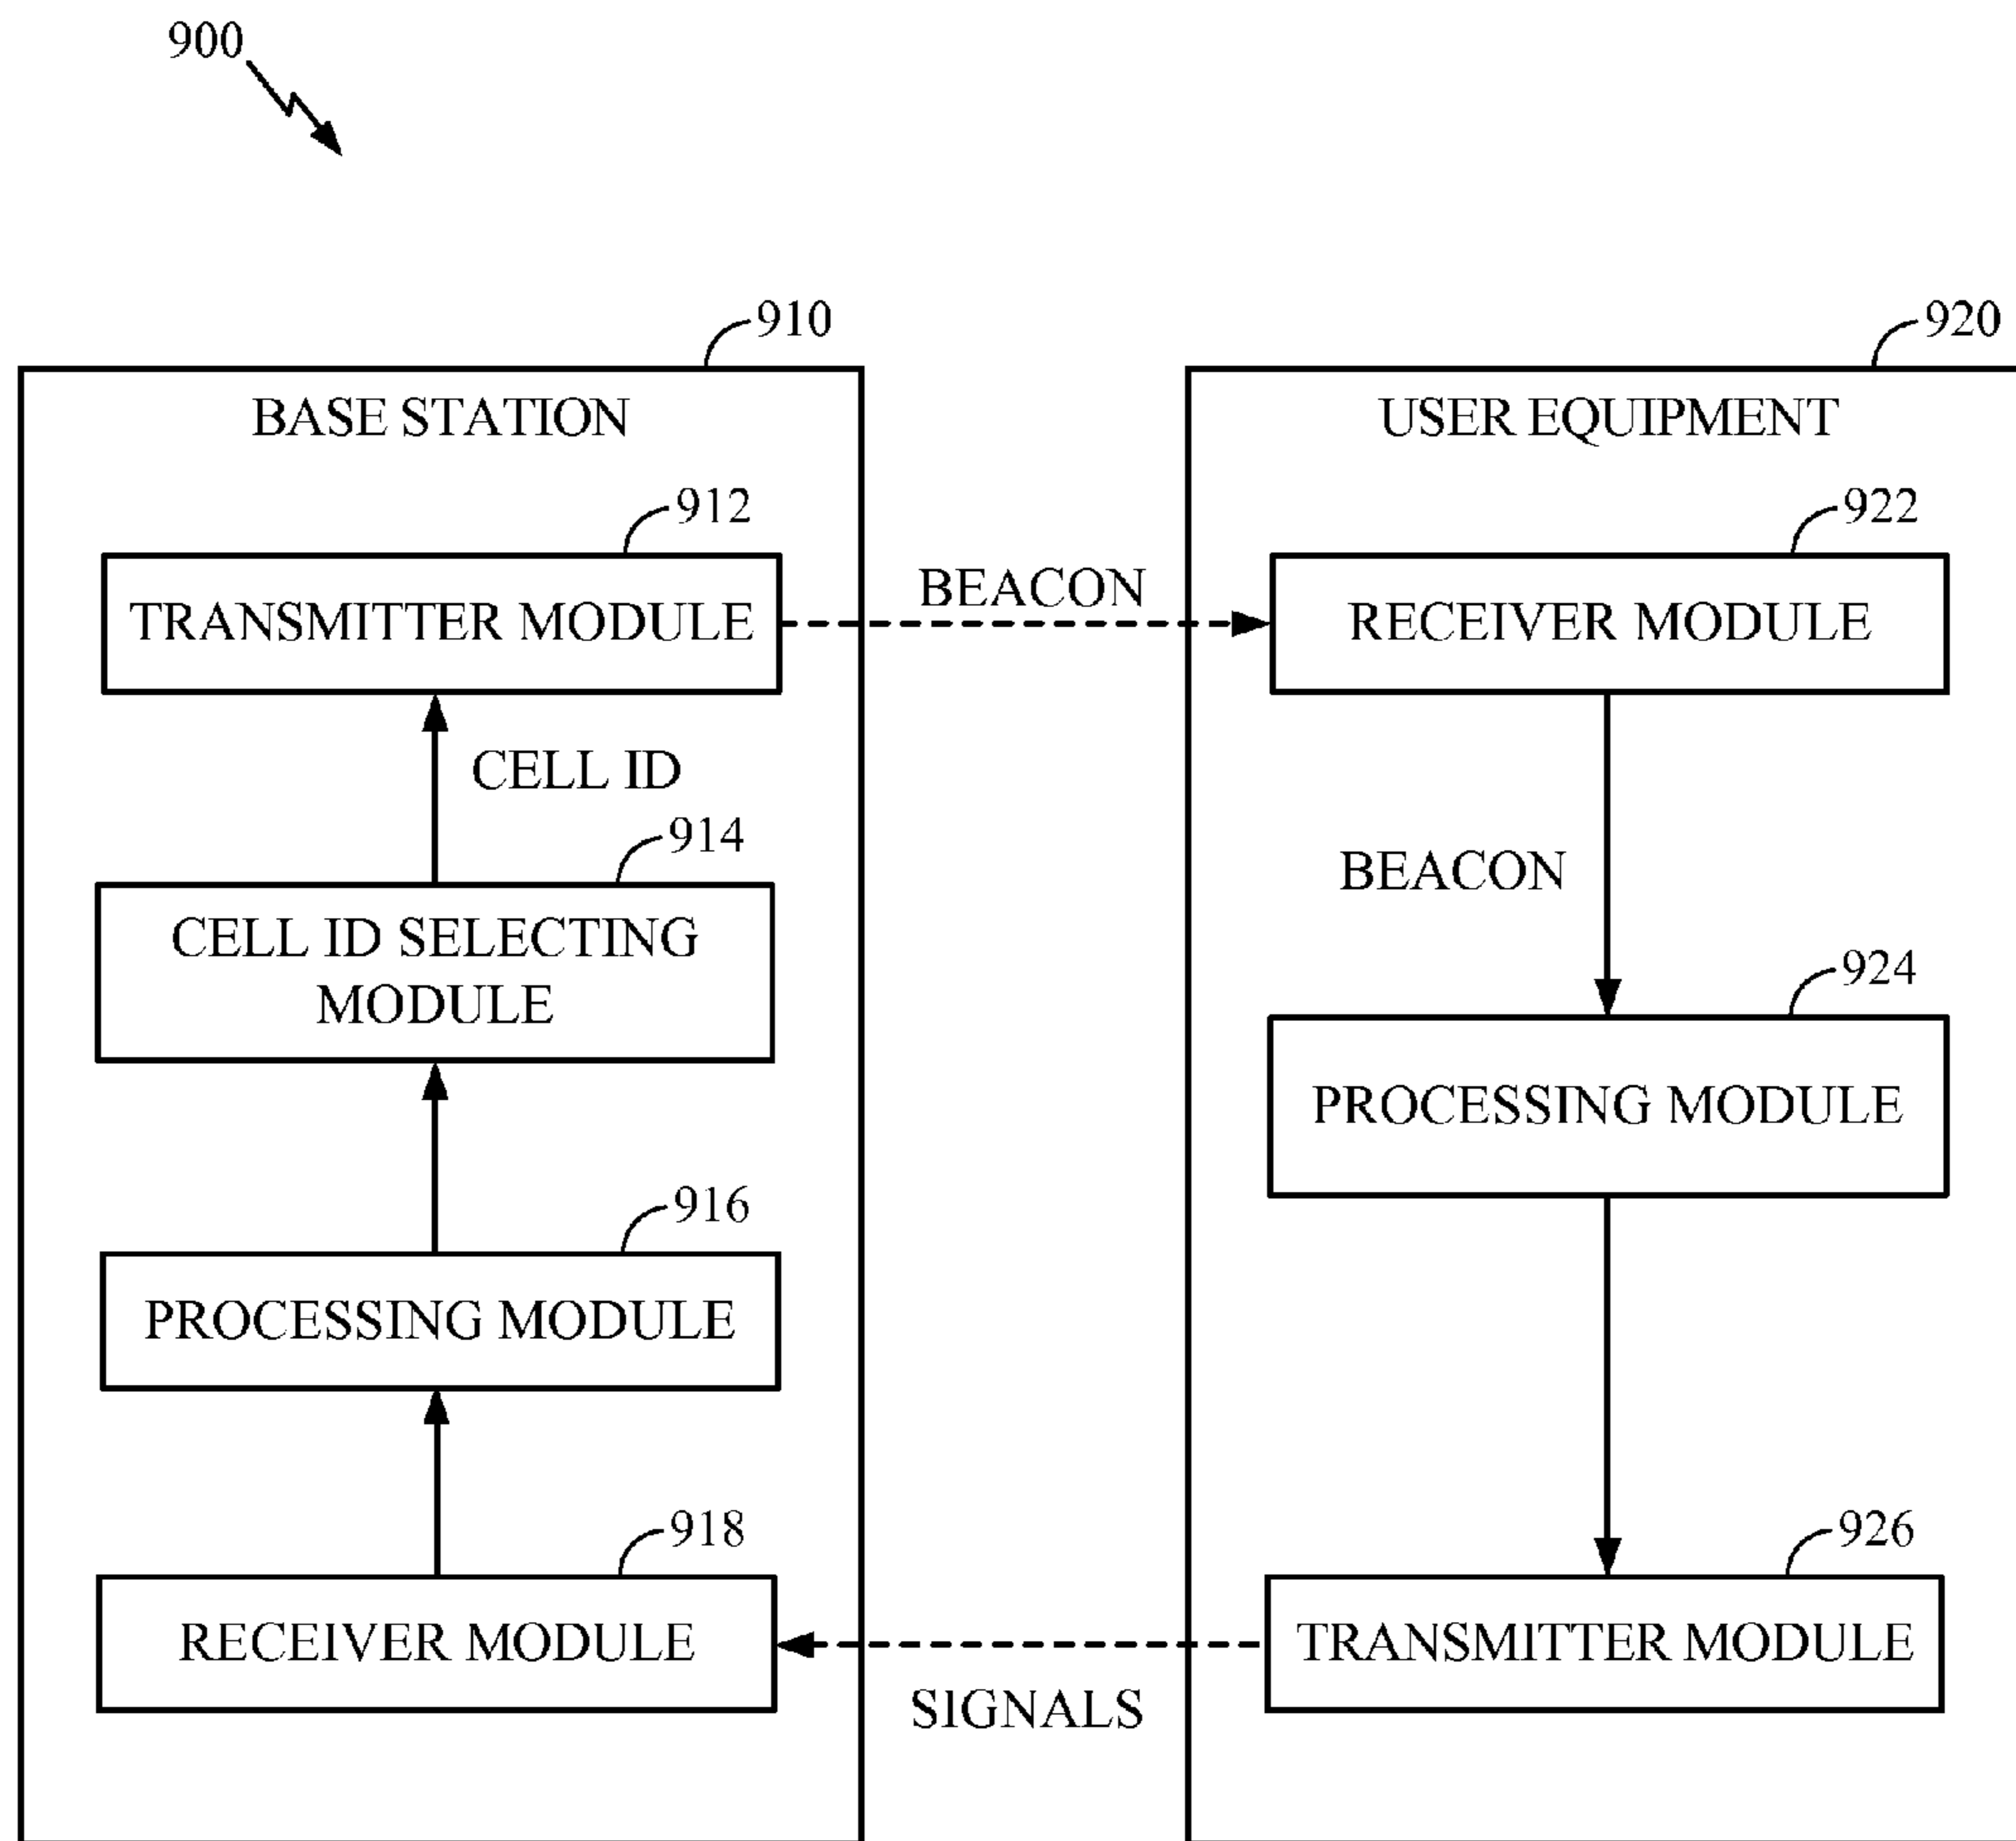 900
910
920
BASE STATION
USER EQUIPMENT
912
922
TRANSMITTER MODULE
BEACON
RECEIVER MODULE
CELL ID
914
BEACON
CELL ID SELECTING
MODULE
924
PROCESSING MODULE
916
PROCESSING MODULE
918
926
RECEIVER MODULE
TRANSMITTER MODULE
SIGNALS